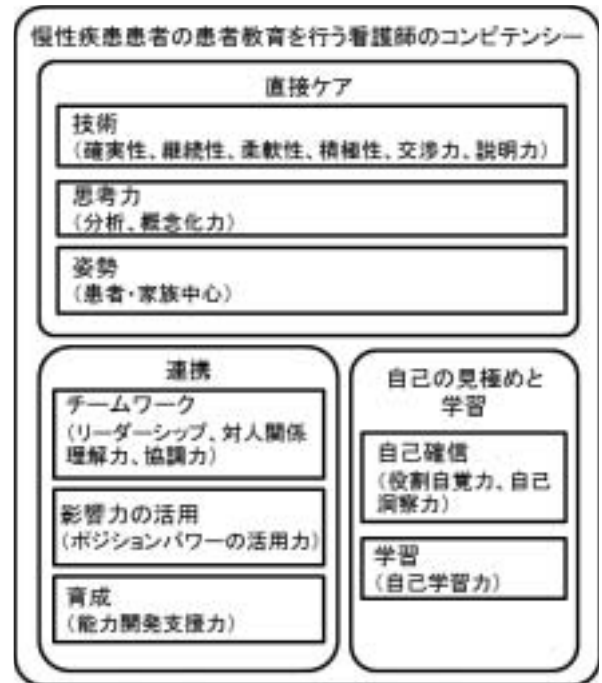 慢性疾患患者の患者教育を行う看護師のコンピテンシー
直接ケア
技術
(確実性、継続性、柔軟性、積極性、交渉力、説明力)
思考力
(分析、概念化力)
姿勢
(患者・家族中心)
連携
チームワーク
(リーダーシップ、対人関係
理解力、協調力)
影響力の活用
(ポジションパワーの活用力)
育成
(能力開発支援力)
自己の見極めと
学習
自己確信
(役割自覚力、自己
洞察力)
学習
(自己学習力)